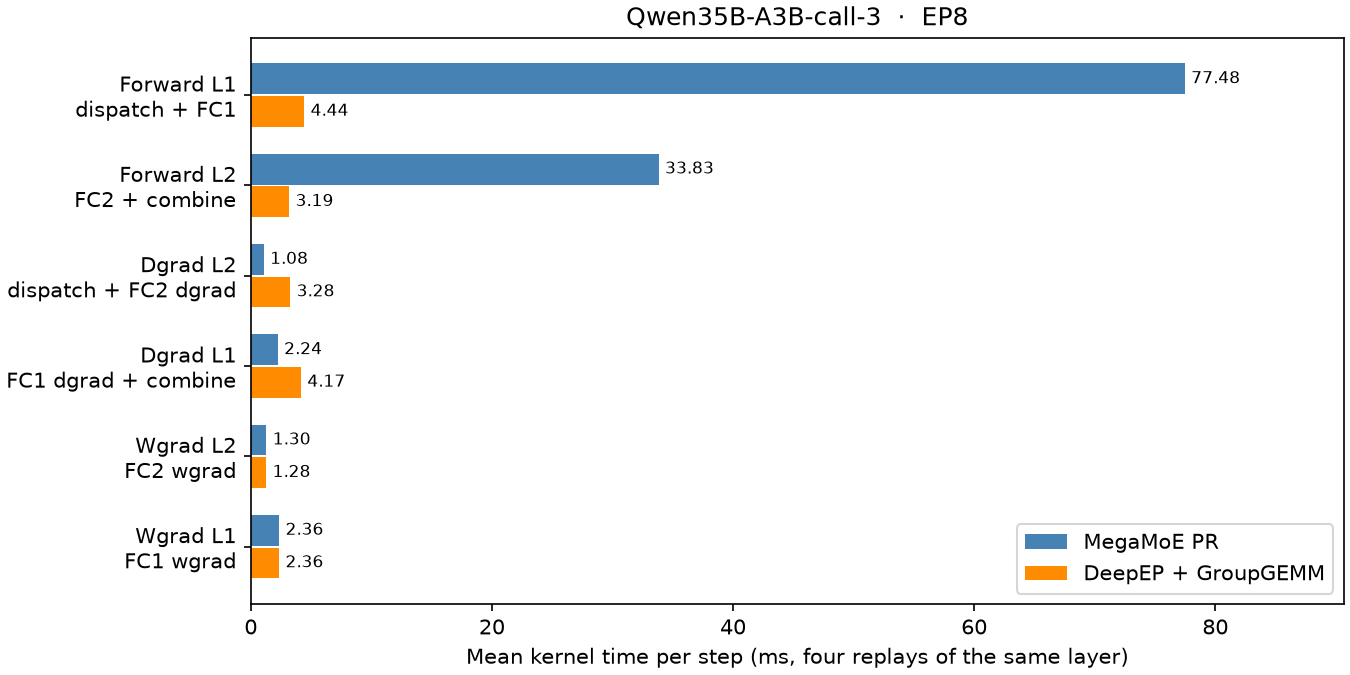 Qwen35B-A3B-call-3 · EP8
Forward L1
dispatch + FC1
77.48
4.44
Forward L2
FC2 + combine
33.83
3.19
Dgrad L2
dispatch + FC2 dgrad
1.08
3.28
Dgrad L1
FC1 dgrad + combine
2.24
4.17
Wgrad L2
FC2 wgrad
1.30
1.28
Wgrad L1
FC1 wgrad
2.36
2.36
MegaMoE PR
DeepEP + GroupGEMM
0 20 40 60 80
Mean kernel time per step (ms, four replays of the same layer)